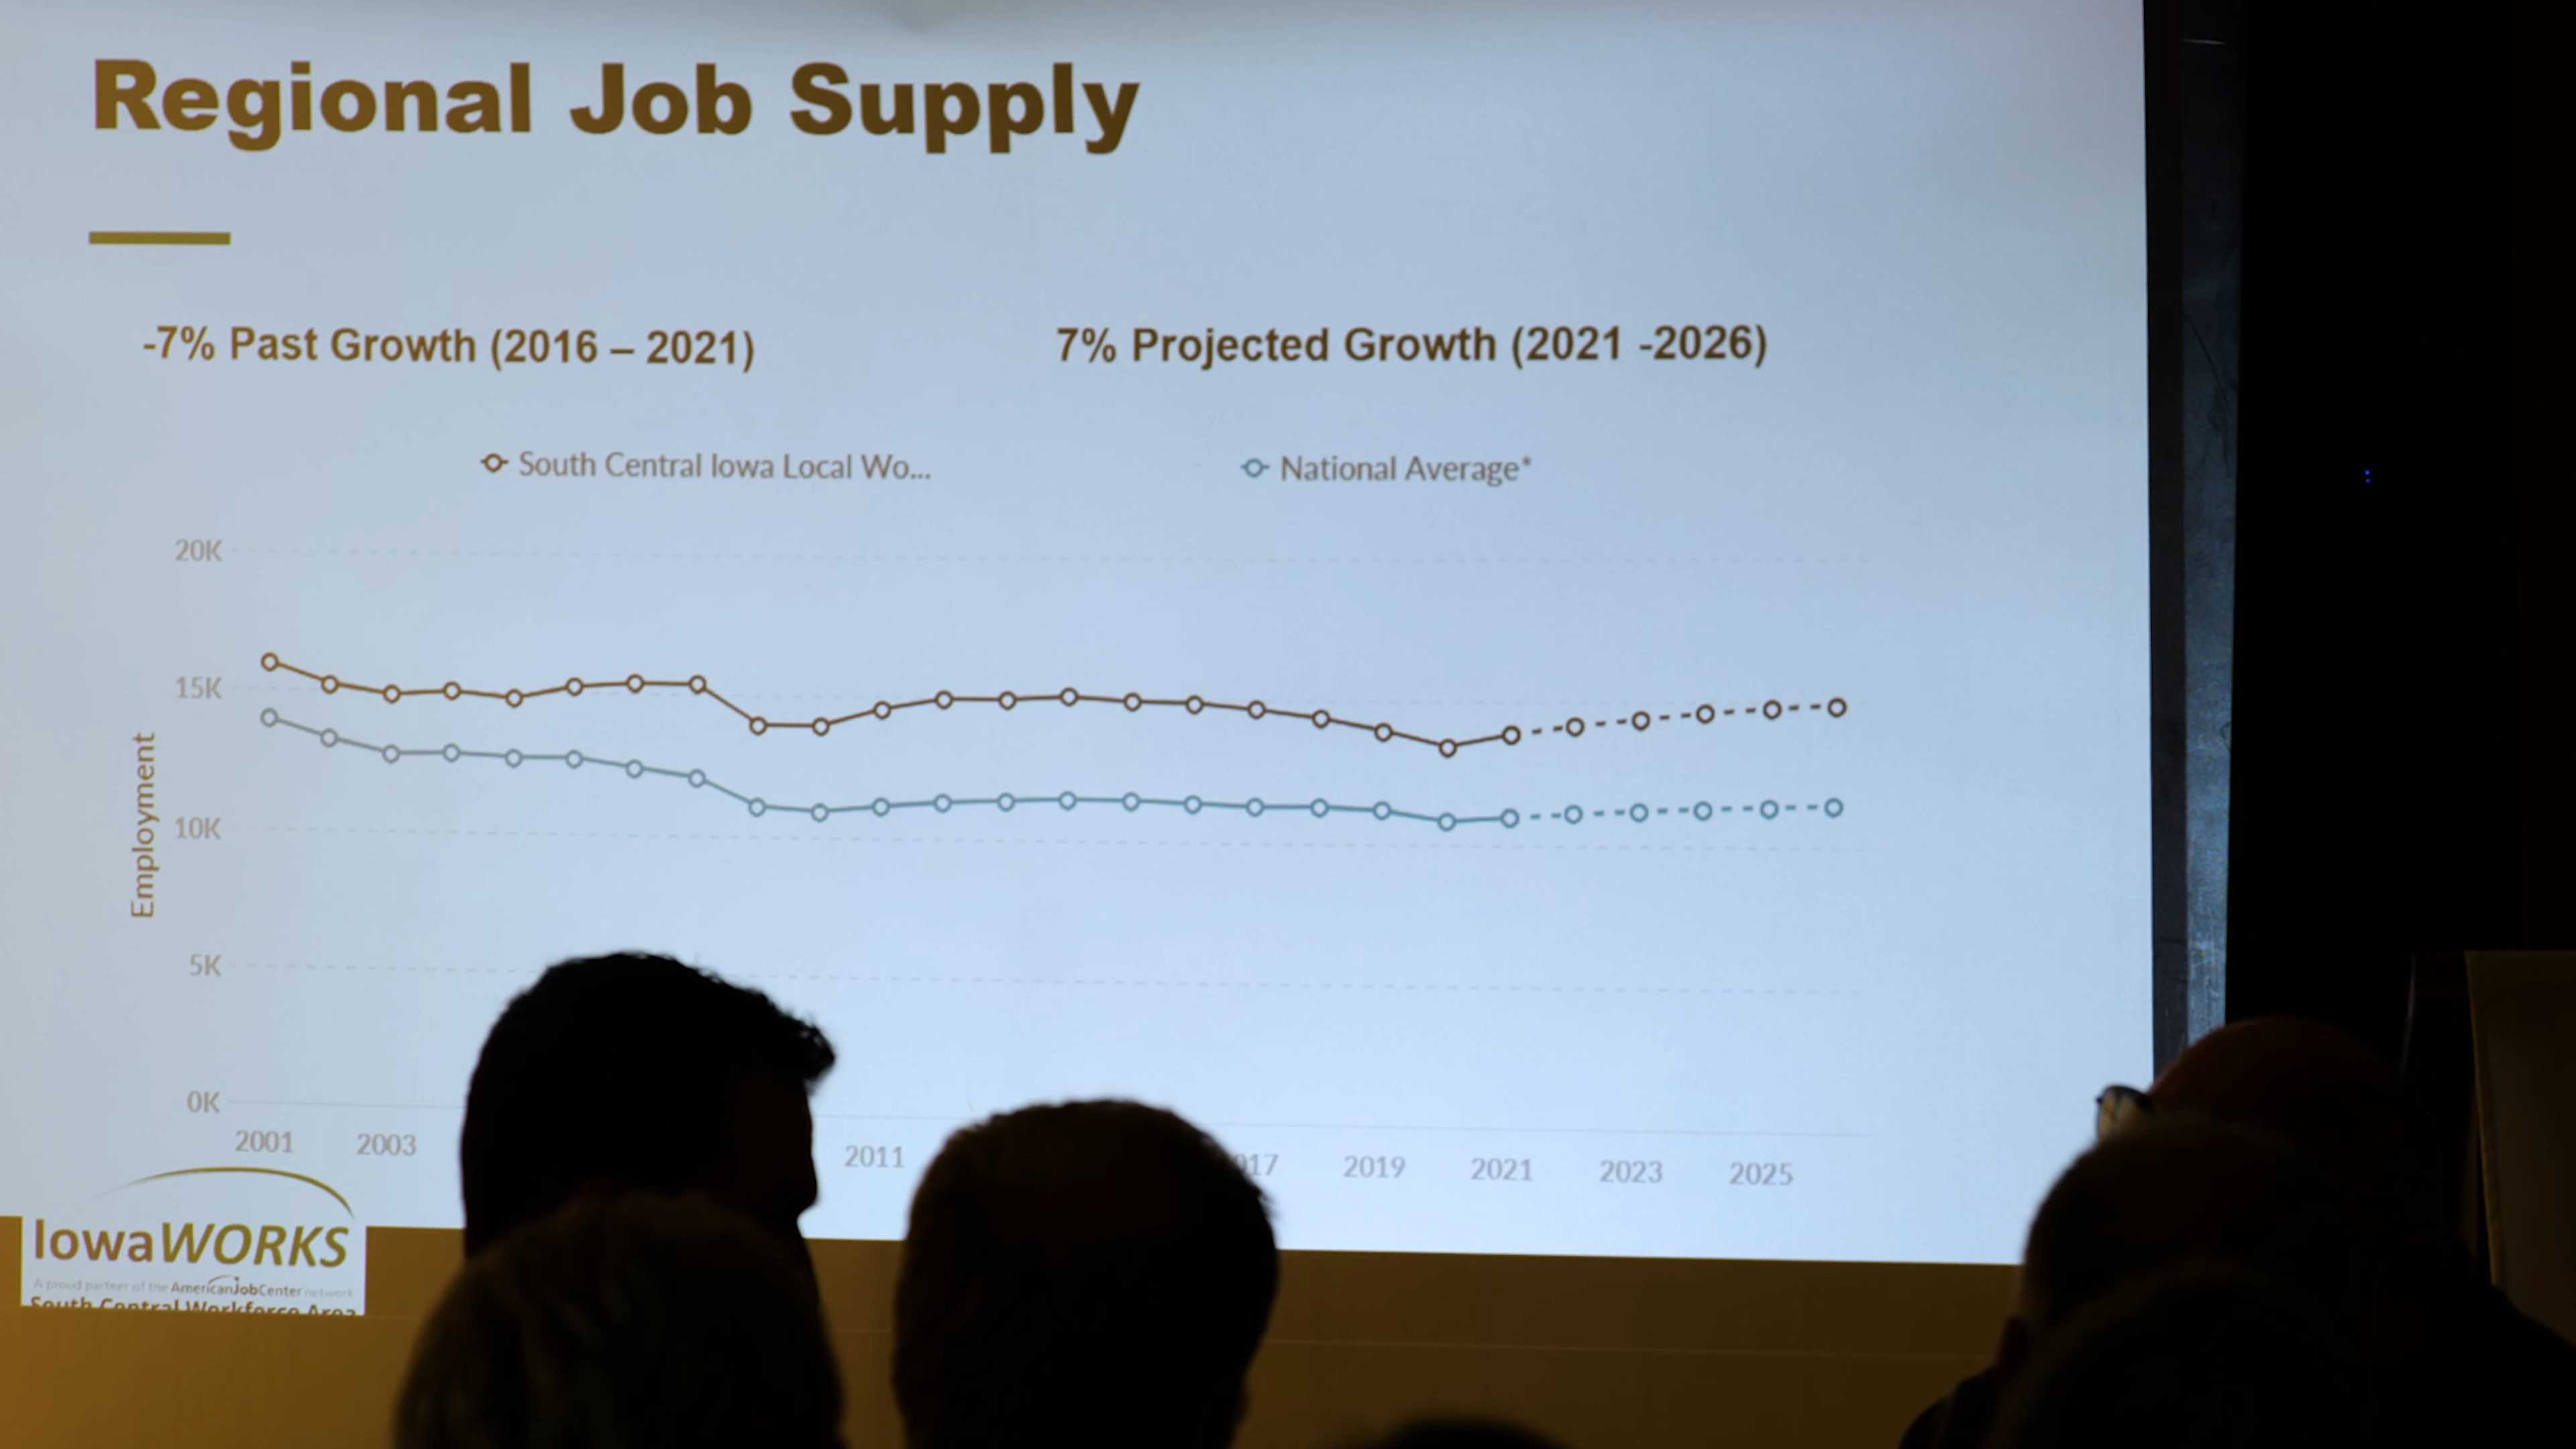 Regional Job Supply
-7% Past Growth (2016 – 2021)
7% Projected Growth (2021 -2026)
South Central Iowa Local Wo...
National Average*
20K
15K
10K
5K
0K
Employment
2001 2003 2011 017 2019 2021 2023 2025
IowaWORKS
A proud partner of the AmericanJobCenter network
South Central Workforce Area